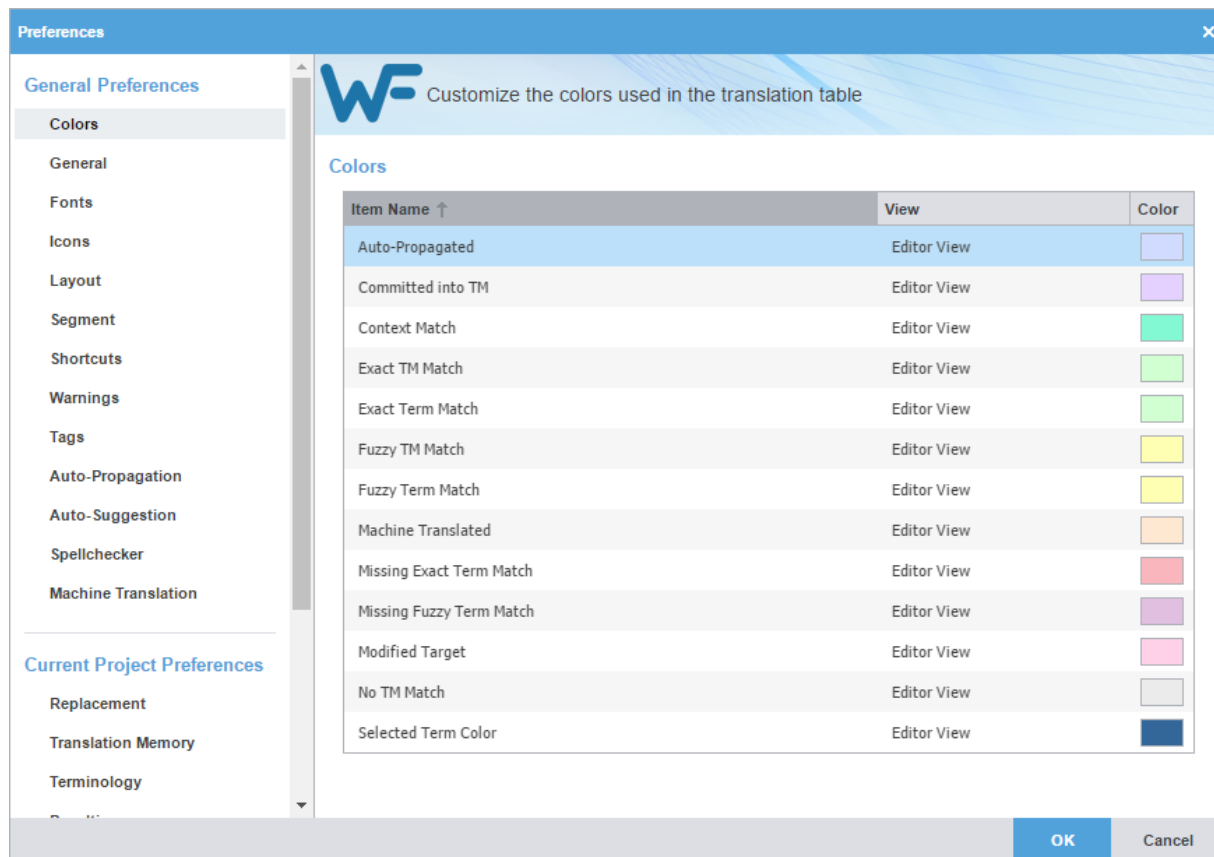 Preferences
General Preferences
Colors
General
Fonts
Icons
Layout
Segment
Shortcuts
Warnings
Tags
Auto-Propagation
Auto-Suggestion
Spellchecker
Machine Translation
Current Project Preferences
Replacement
Translation Memory
Terminology
WF Customize the colors used in the translation table
Colors
Item Name View Color
Auto-Propagated Editor View
Committed into TM Editor View
Context Match Editor View
Exact TM Match Editor View
Exact Term Match Editor View
Fuzzy TM Match Editor View
Fuzzy Term Match Editor View
Machine Translated Editor View
Missing Exact Term Match Editor View
Missing Fuzzy Term Match Editor View
Modified Target Editor View
No TM Match Editor View
Selected Term Color Editor View
OK Cancel